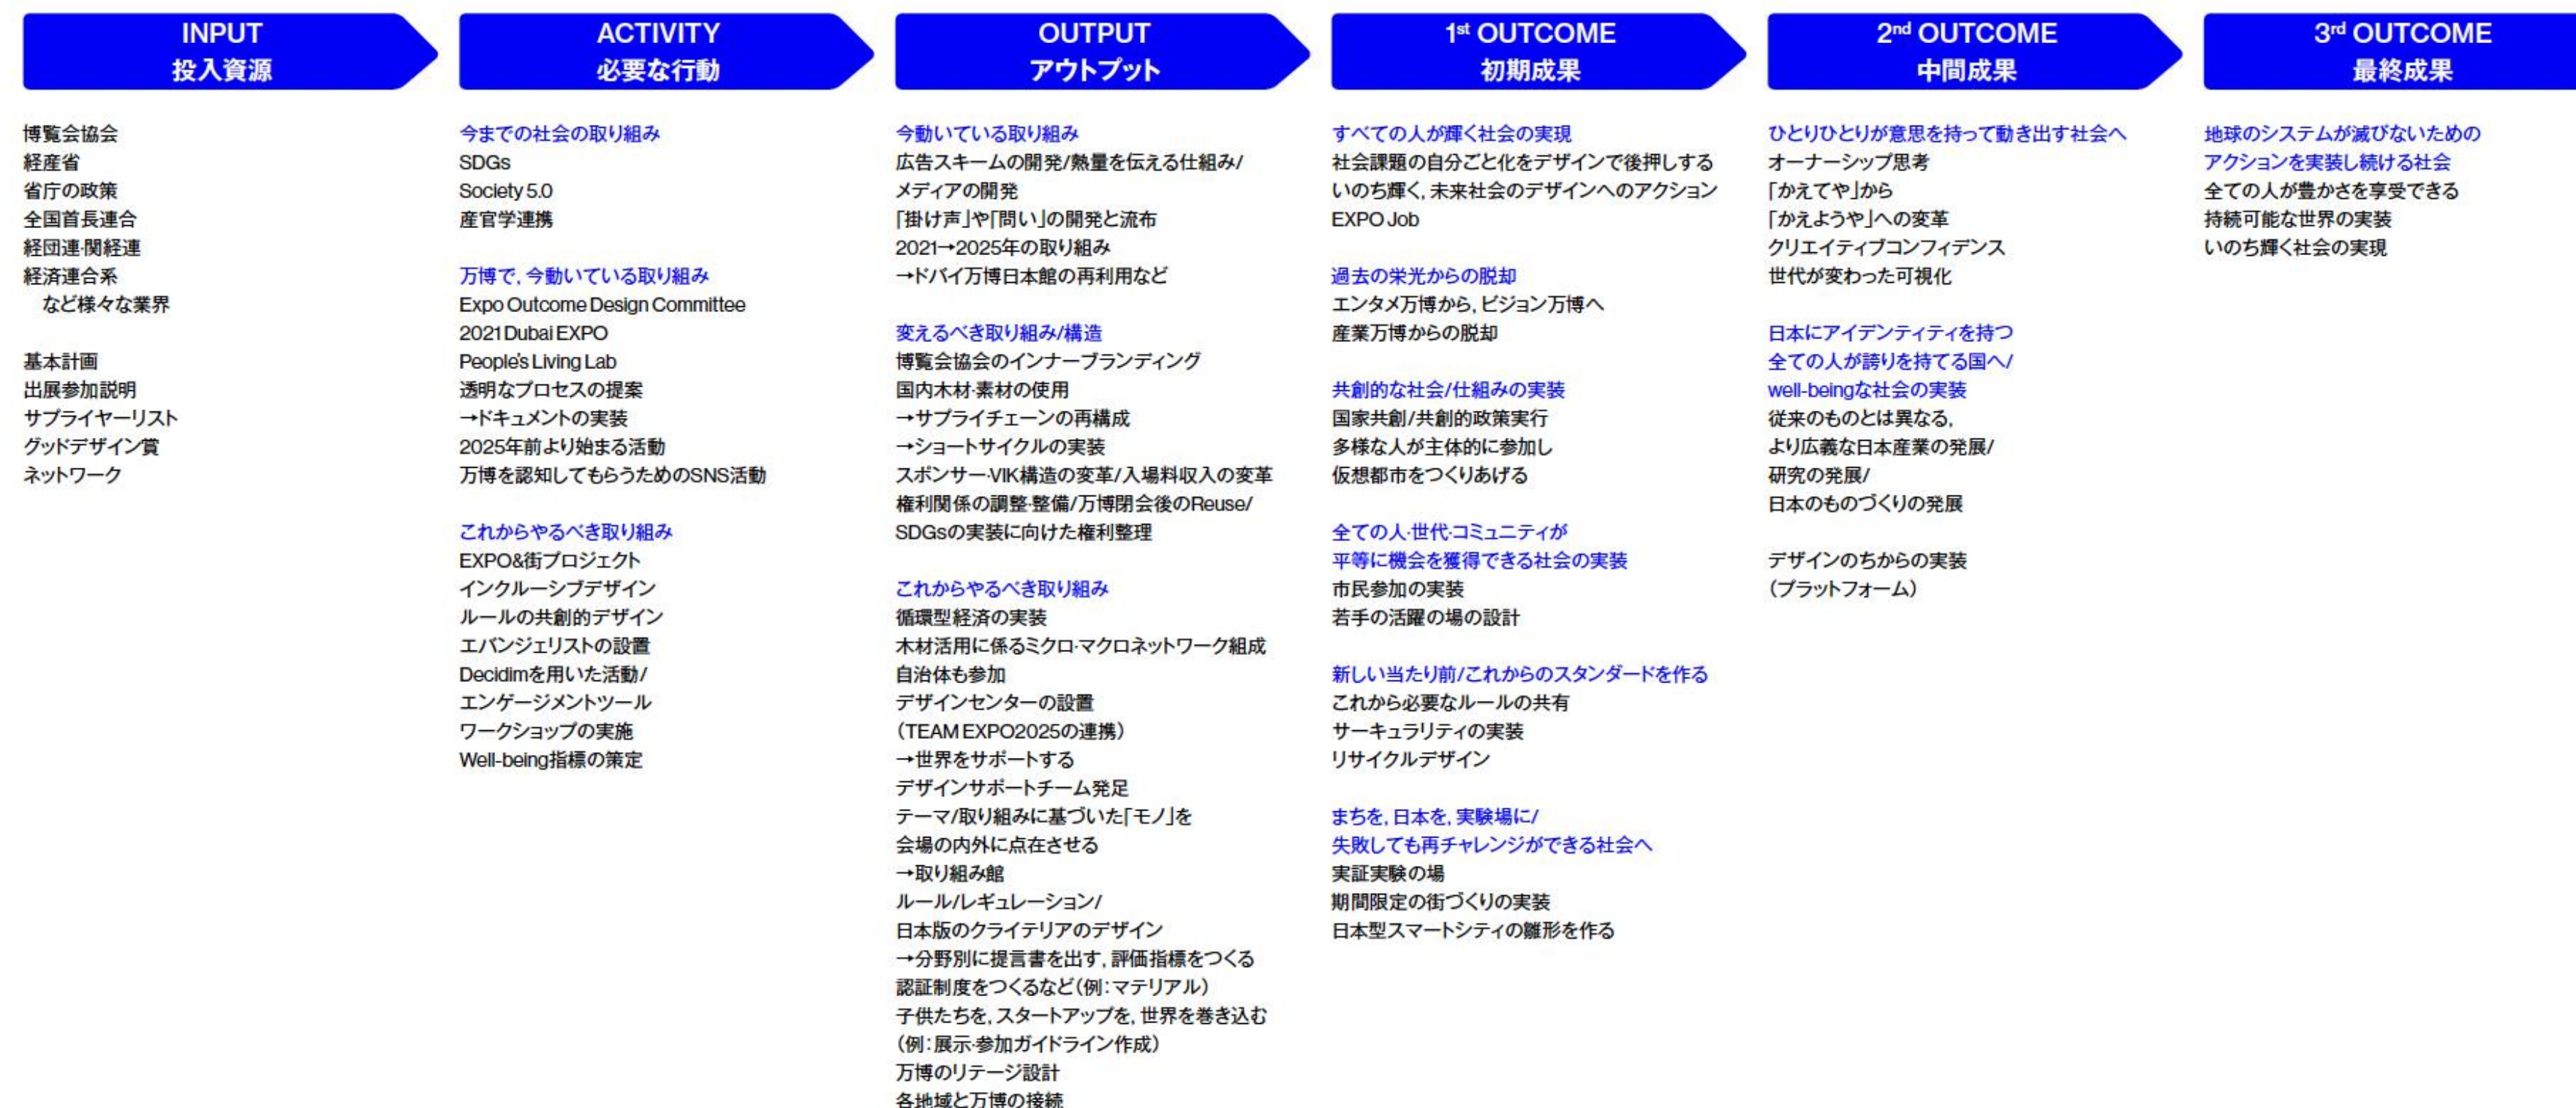 INPUT
投入資源
博覧会協会
経産省
省庁の政策
全国首長連合
経団連·関経連
経済連合系
など様々な業界
基本計画
出展参加説明
サプライヤーリスト
グッドデザイン賞
ネットワーク
ACTIVITY
必要な行動
今までの社会の取り組み
SDGs
Society 5.0
産官学連携
万博で, 今動いている取り組み
Expo Outcome Design Committee
2021 Dubai EXPO
People's Living Lab
透明なプロセスの提案
→ドキュメントの実装
2025年前より始まる活動
万博を認知してもらうためのSNS活動
これからやるべき取り組み
EXPO&街プロジェクト
インクルーシブデザイン
ルールの共創的デザイン
エバンジェリストの設置
Decidimを用いた活動/
エンゲージメントツール
ワークショップの実施
Well-being指標の策定
OUTPUT
アウトプット
今動いている取り組み
広告スキームの開発/熱量を伝える仕組み/
メディアの開発
「掛け声」や「問い」の開発と流布
2021→2025年の取り組み
→ドバイ万博日本館の再利用など
変えるべき取り組み/構造
博覧会協会のインナーブランディング
国内木材·素材の使用
→サプライチェーンの再構成
→ショートサイクルの実装
スポンサー·VIK構造の変革/入場料収入の変革
権利関係の調整·整備/万博閉会後のReuse/
SDGsの実装に向けた権利整理
これからやるべき取り組み
循環型経済の実装
木材活用に係るミクロ·マクロネットワーク組成
自治体も参加
デザインセンターの設置
（TEAM EXPO2025の連携）
→世界をサポートする
デザインサポートチーム発足
テーマ/取り組みに基づいた「モノ」を
会場の内外に点在させる
→取り組み館
ルール/レギュレーション/
日本版のクライテリアのデザイン
→分野別に提言書を出す, 評価指標をつくる
認証制度をつくるなど（例：マテリアル）
子供たちを, スタートアップを, 世界を巻き込む
（例：展示·参加ガイドライン作成）
万博のリテージ設計
各地域と万博の接続
1st OUTCOME
初期成果
すべての人が輝く社会の実現
社会課題の自分ごと化をデザインで後押しする
いのち輝く, 未来社会のデザインへのアクション
EXPO Job
過去の栄光からの脱却
エンタメ万博から, ビジョン万博へ
産業万博からの脱却
共創的な社会/仕組みの実装
国家共創/共創的政策実行
多様な人が主体的に参加し
仮想都市をつくりあげる
全ての人·世代·コミュニティが
平等に機会を獲得できる社会の実装
市民参加の実装
若手の活躍の場の設計
新しい当たり前/これからのスタンダードを作る
これから必要なルールの共有
サーキュラリティの実装
リサイクルデザイン
まちを, 日本を, 実験場に/
失敗しても再チャレンジができる社会へ
実証実験の場
期間限定の街づくりの実装
日本型スマートシティの雛形を作る
2nd OUTCOME
中間成果
ひとりひとりが意思を持って動き出す社会へ
オーナーシップ思考
「かえてや」から
「かえようや」への変革
クリエイティブコンフィデンス
世代が変わった可視化
日本にアイデンティティを持つ
全ての人が誇りを持てる国へ/
well-beingな社会の実装
従来のものとは異なる,
より広義な日本産業の発展/
研究の発展/
日本のものづくりの発展
デザインのちからの実装
（プラットフォーム）
3rd OUTCOME
最終成果
地球のシステムが滅びないための
アクションを実装し続ける社会
全ての人が豊かさを享受できる
持続可能な世界の実装
いのち輝く社会の実現